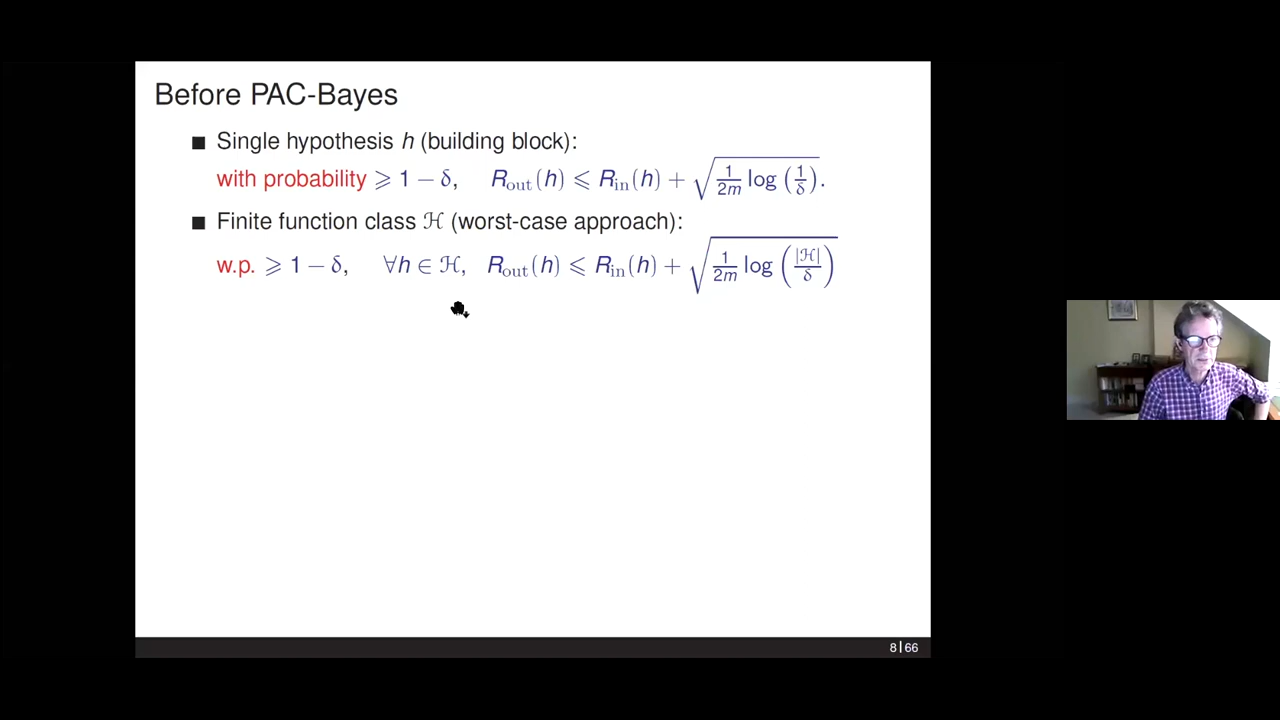 Before PAC-Bayes
■ Single hypothesis h (building block):
with probability ⩾ 1 − δ, R_out(h) ⩽ R_in(h) + √(1/2m log(1/δ)).
■ Finite function class ℋ (worst-case approach):
w.p. ⩾ 1 − δ, ∀h ∈ ℋ, R_out(h) ⩽ R_in(h) + √(1/2m log(|ℋ|/δ))
8|66